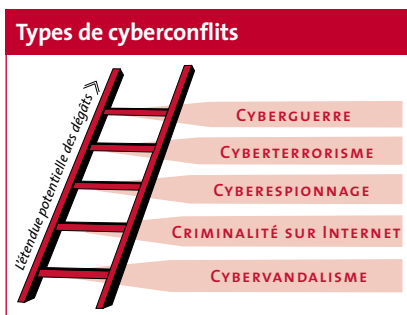 Types de cyberconflits
L'étendue potentielle des dégâts
CYBERGUERRE
CYBERTERRORISME
CYBERESPIONNAGE
CRIMINALITÉ SUR INTERNET
CYBERVANDALISME